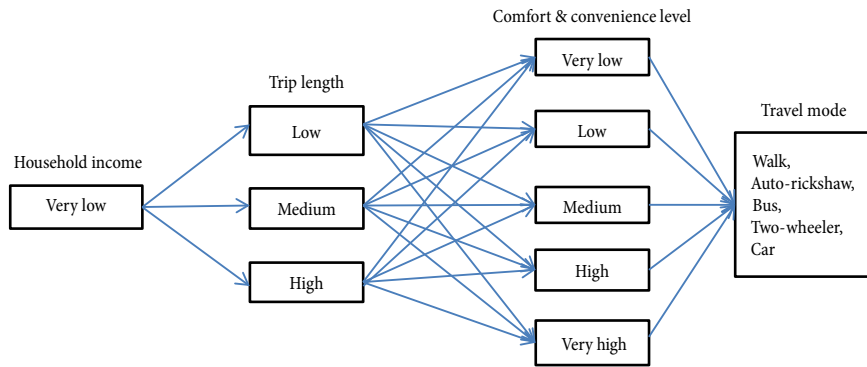 Household income
Very low
Trip length
Low
Medium
High
Comfort & convenience level
Very low
Low
Medium
High
Very high
Travel mode
Walk,
Auto-rickshaw,
Bus,
Two-wheeler,
Car